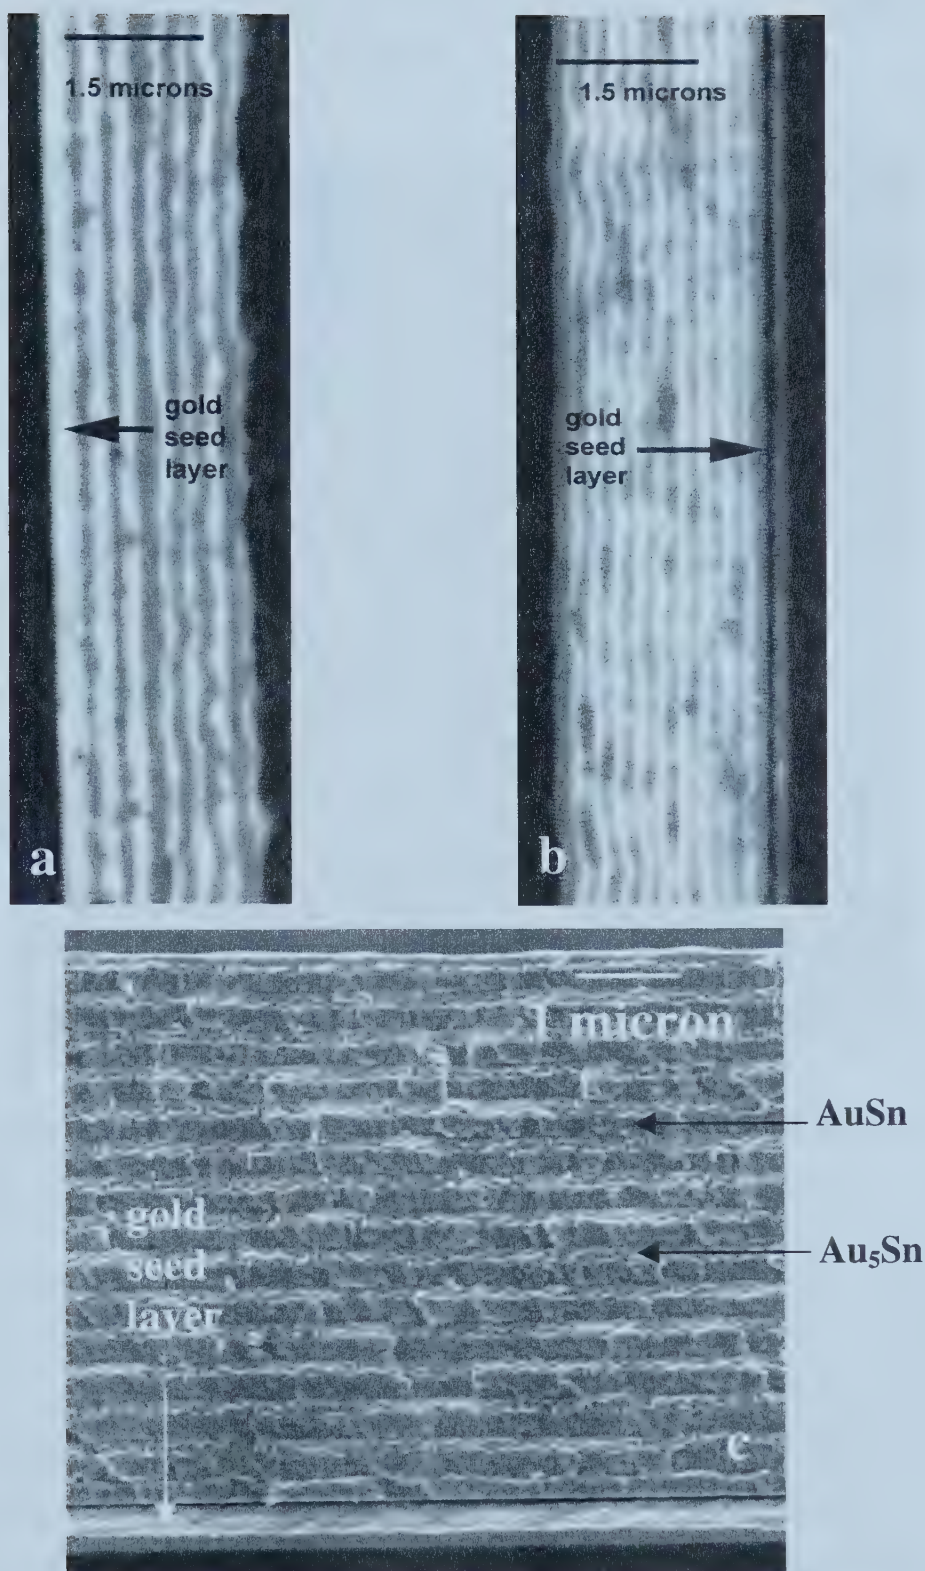 1.5 microns
gold
seed
layer
a
1.5 microns
gold
seed
layer
b
1 micron
AuSn
gold
seed
layer
Au₅Sn
c